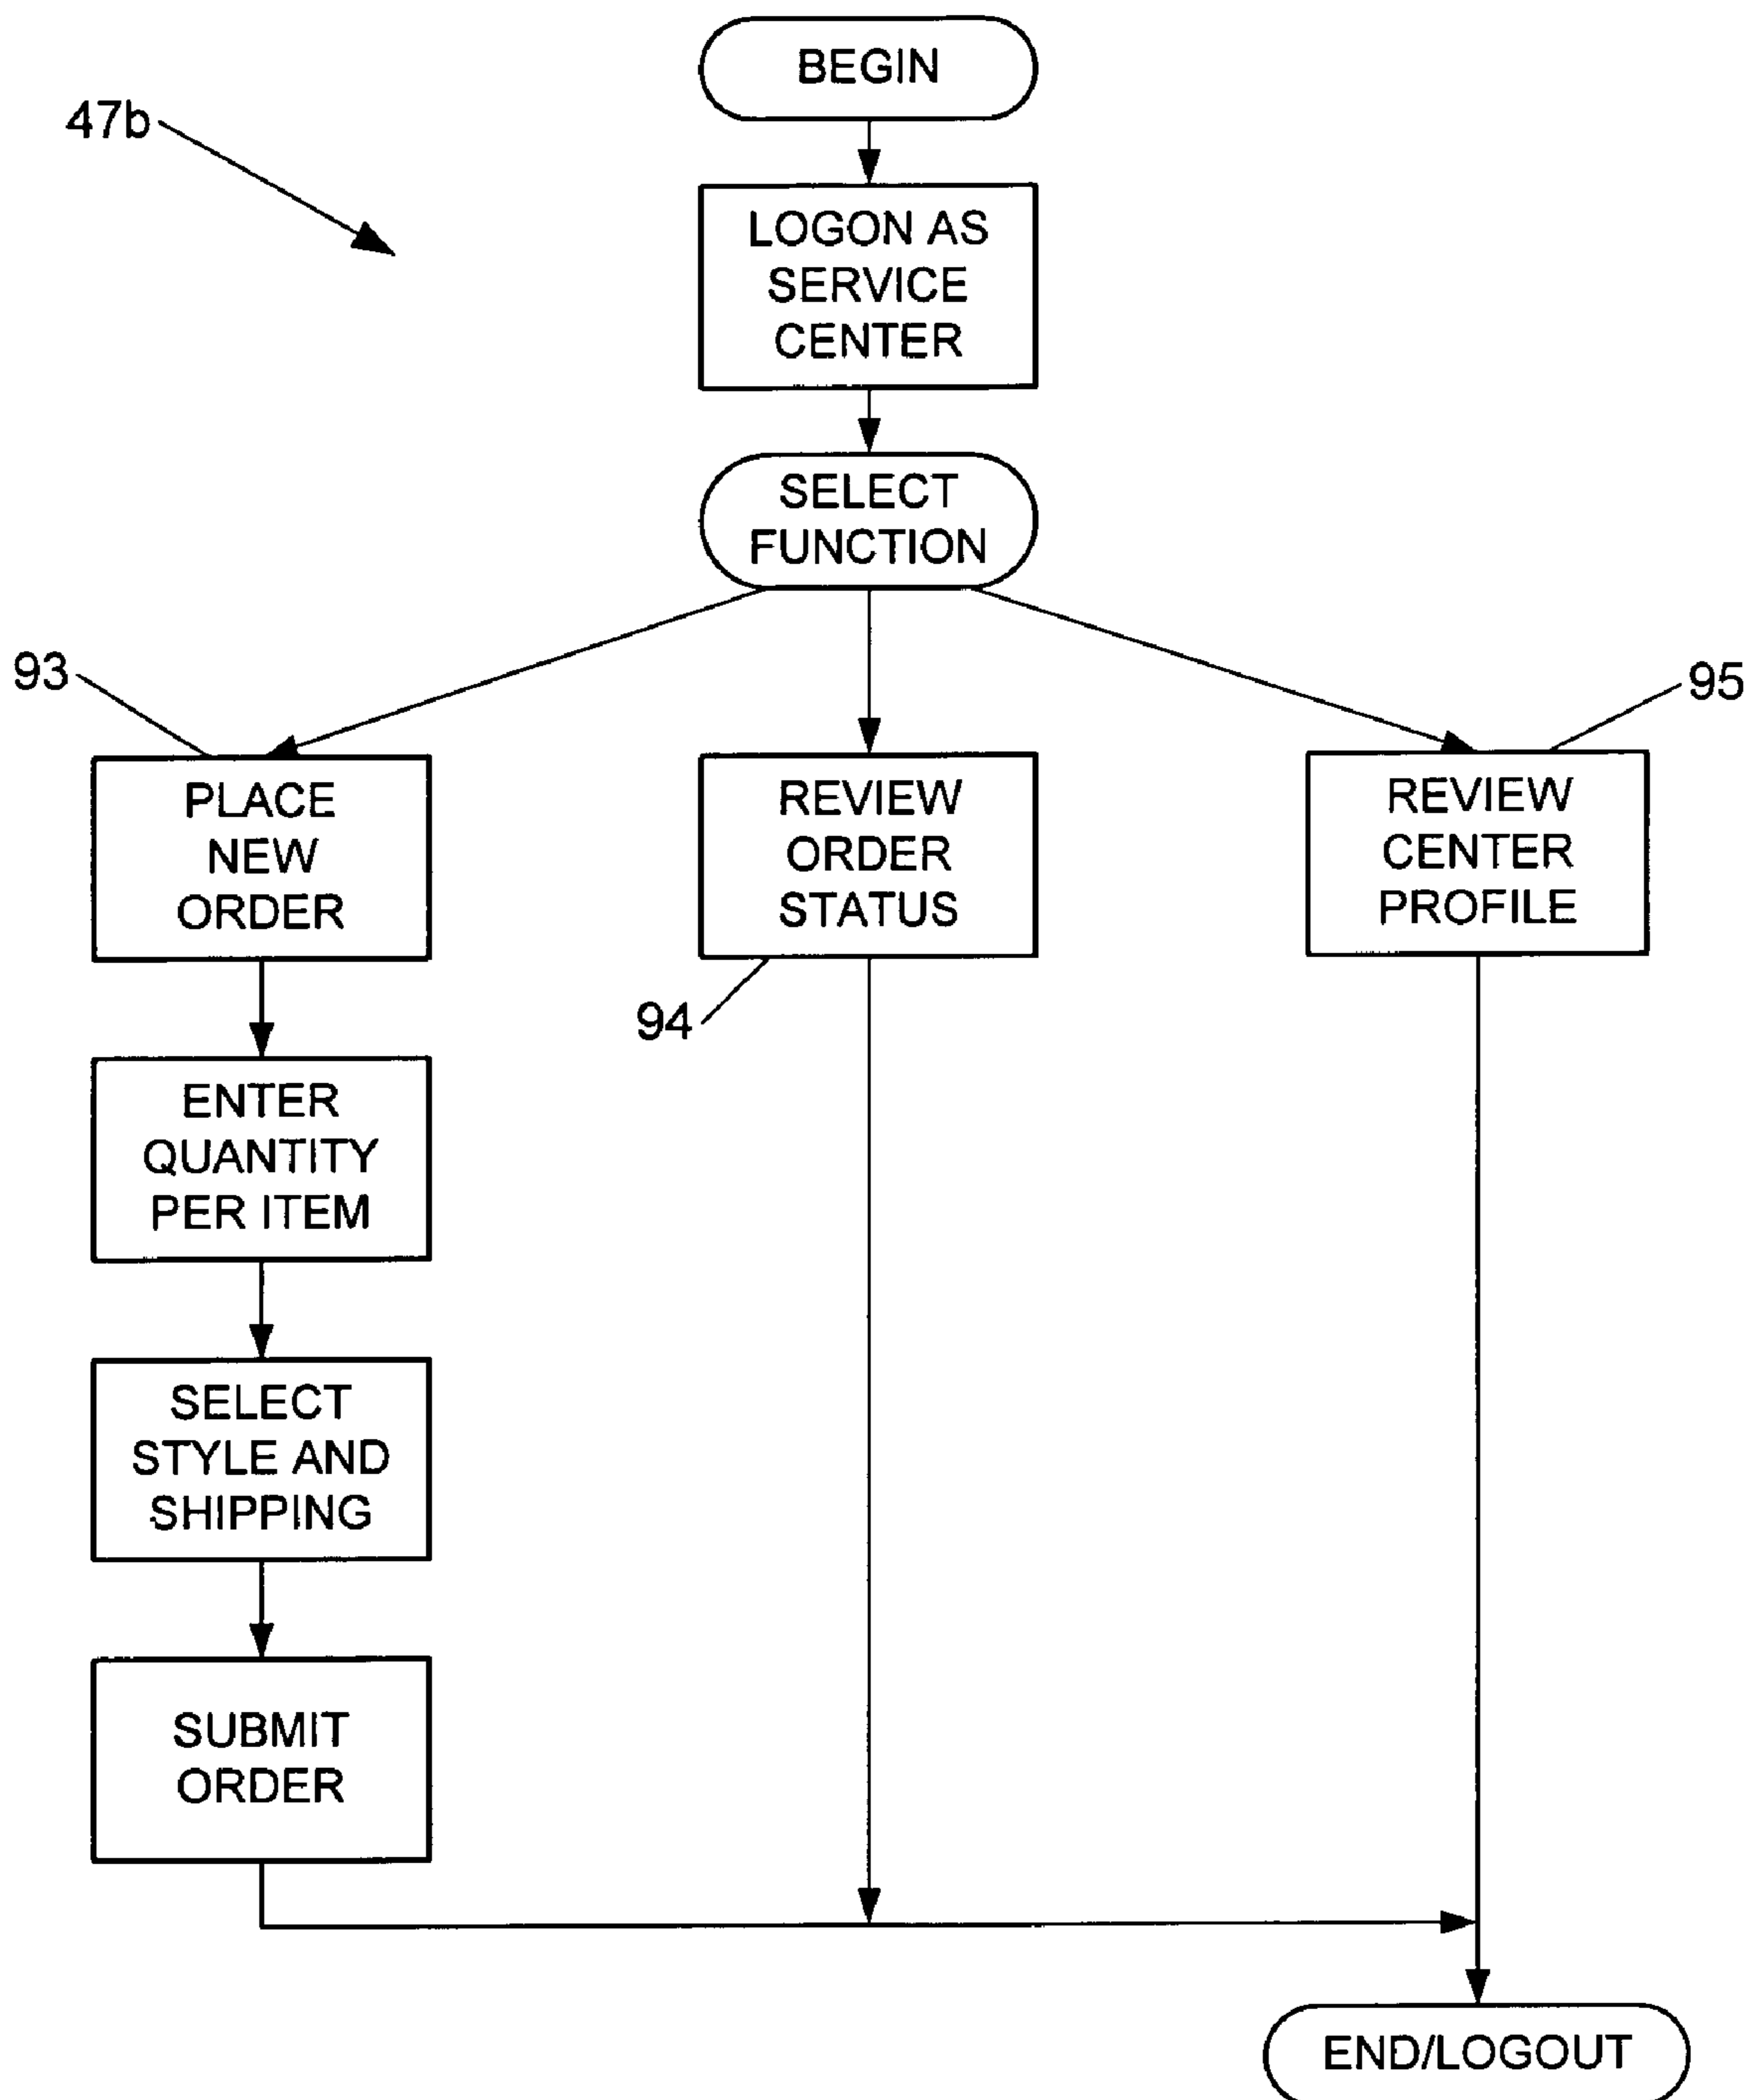 BEGIN
47b
LOGON AS
SERVICE
CENTER
SELECT
FUNCTION
93
95
PLACE
NEW
ORDER
REVIEW
ORDER
STATUS
REVIEW
CENTER
PROFILE
94
ENTER
QUANTITY
PER ITEM
SELECT
STYLE AND
SHIPPING
SUBMIT
ORDER
END/LOGOUT